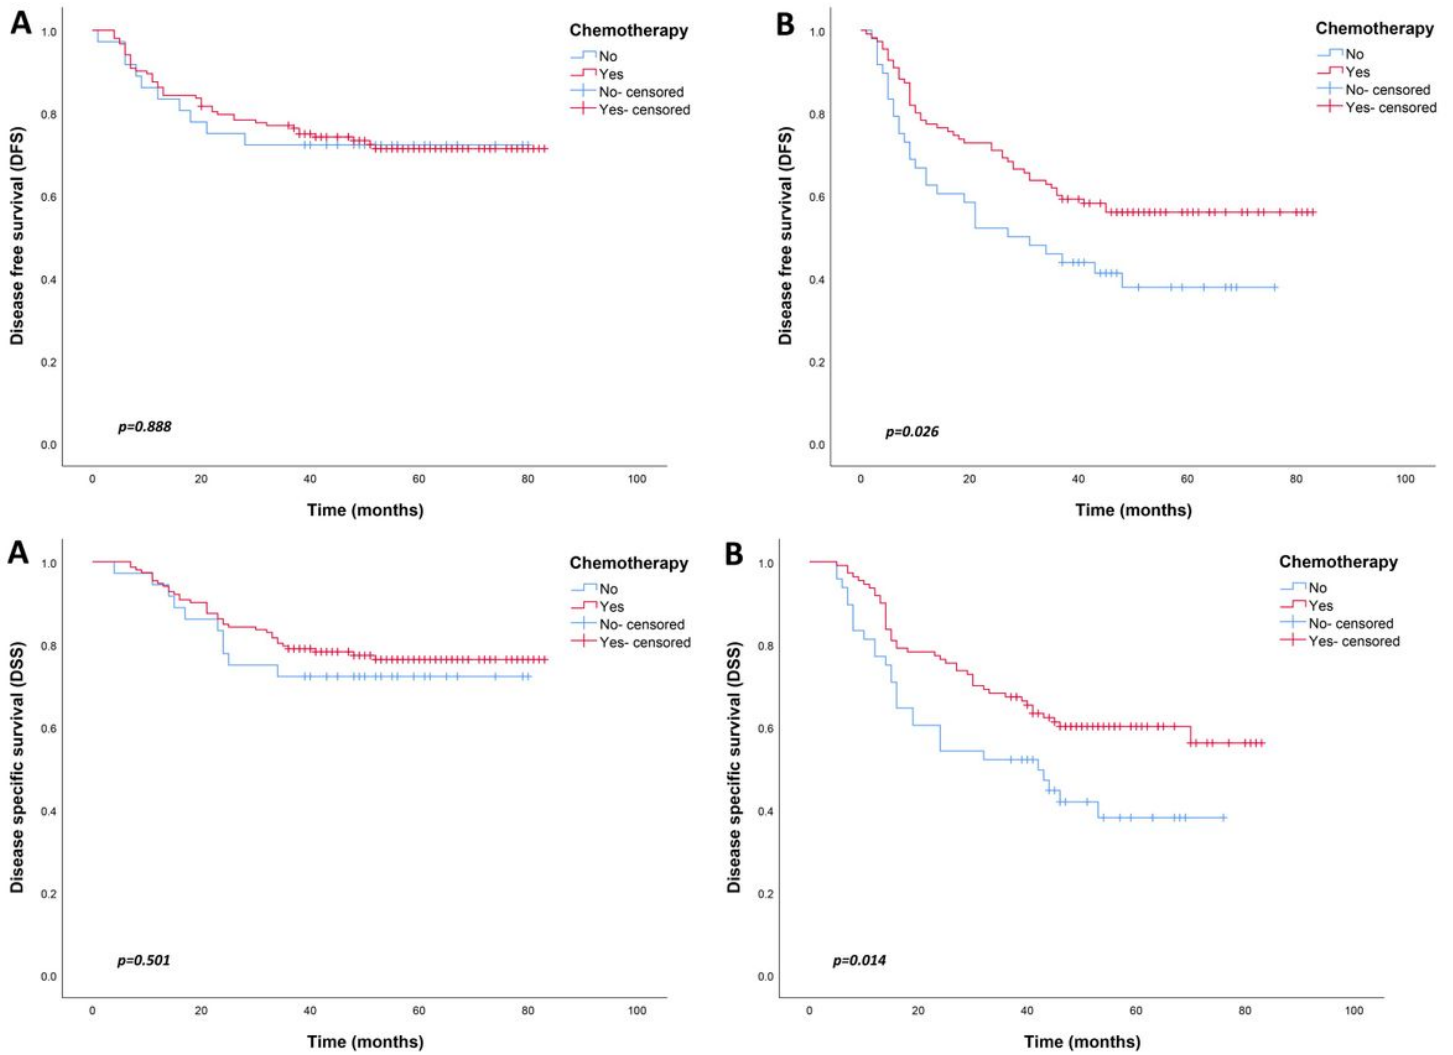 A
Chemotherapy
No
Yes
No- censored
Yes- censored
Disease free survival (DFS)
1.0
0.8
0.6
0.4
0.2
0.0
p=0.888
0 20 40 60 80 100
Time (months)
B
Chemotherapy
No
Yes
No- censored
Yes- censored
Disease free survival (DFS)
1.0
0.8
0.6
0.4
0.2
0.0
p=0.026
0 20 40 60 80 100
Time (months)
A
Chemotherapy
No
Yes
No- censored
Yes- censored
Disease specific survival (DSS)
1.0
0.8
0.6
0.4
0.2
0.0
p=0.501
0 20 40 60 80 100
Time (months)
B
Chemotherapy
No
Yes
No- censored
Yes- censored
Disease specific survival (DSS)
1.0
0.8
0.6
0.4
0.2
0.0
p=0.014
0 20 40 60 80 100
Time (months)